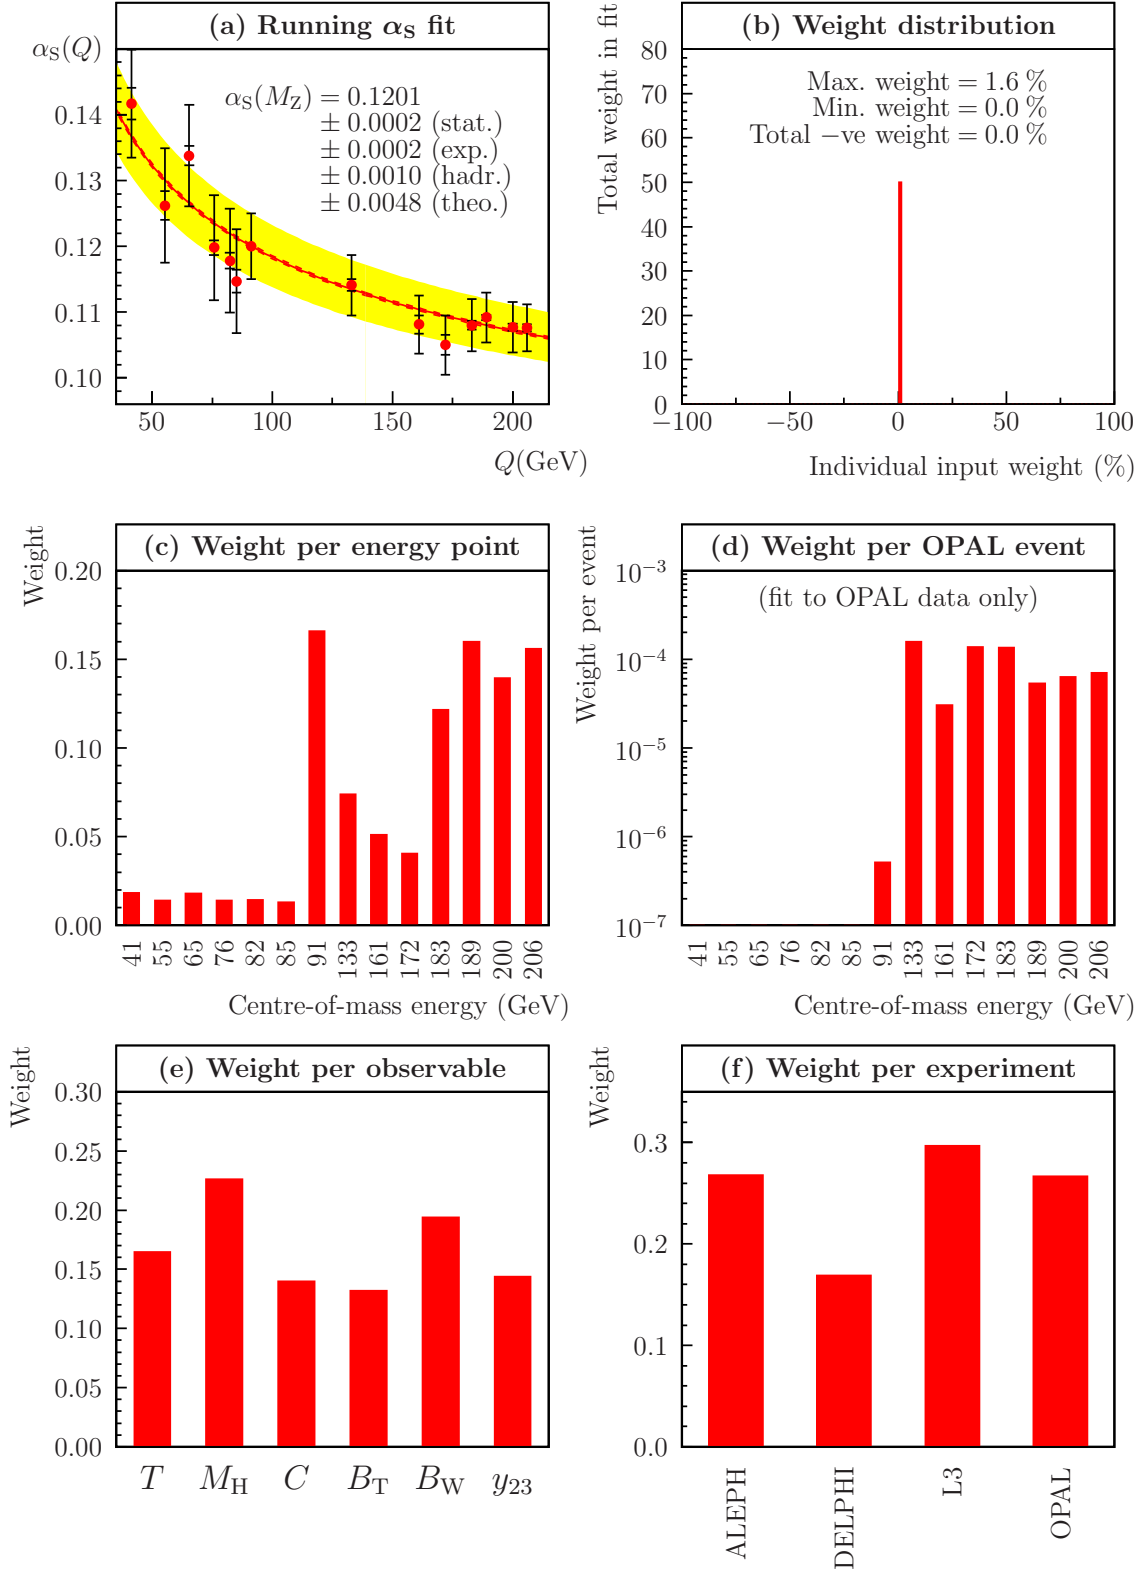 (a) Running αS fit
αS(Q)
0.14
0.13
0.12
0.11
0.10
αS(MZ) = 0.1201
± 0.0002 (stat.)
± 0.0002 (exp.)
± 0.0010 (hadr.)
± 0.0048 (theo.)
50 100 150 200
Q(GeV)
(b) Weight distribution
Total weight in fit
80
70
60
50
40
30
20
10
0
Max. weight = 1.6 %
Min. weight = 0.0 %
Total −ve weight = 0.0 %
−100 −50 0 50 100
Individual input weight (%)
(c) Weight per energy point
Weight
0.20
0.15
0.10
0.05
0.00
41 55 65 76 82 85 91 133 161 172 183 189 200 206
Centre-of-mass energy (GeV)
(d) Weight per OPAL event
Weight per event
(fit to OPAL data only)
10⁻³
10⁻⁴
10⁻⁵
10⁻⁶
10⁻⁷
41 55 65 76 82 85 91 133 161 172 183 189 200 206
Centre-of-mass energy (GeV)
(e) Weight per observable
Weight
0.30
0.25
0.20
0.15
0.10
0.05
0.00
T MH C BT BW y23
(f) Weight per experiment
Weight
0.3
0.2
0.1
0.0
ALEPH DELPHI L3 OPAL